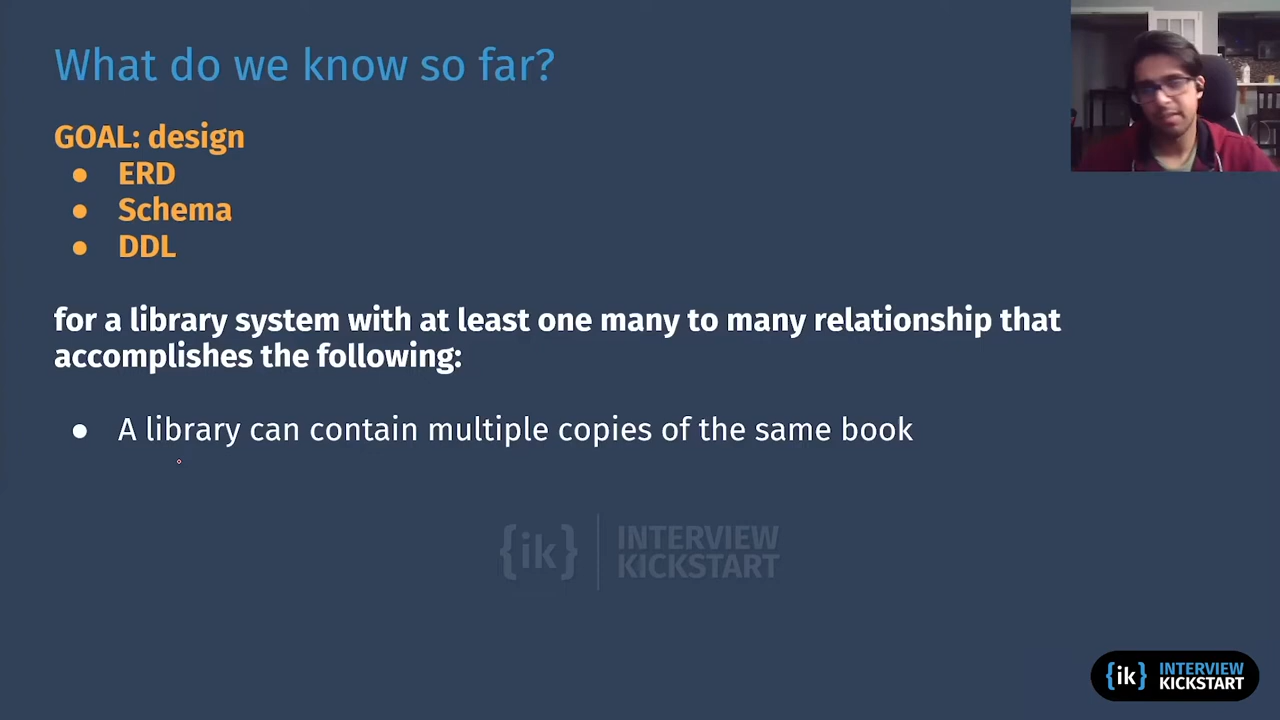 What do we know so far?
GOAL: design
● ERD
● Schema
● DDL
for a library system with at least one many to many relationship that
accomplishes the following:
● A library can contain multiple copies of the same book
{ik} INTERVIEW
KICKSTART
{ik} INTERVIEW
KICKSTART